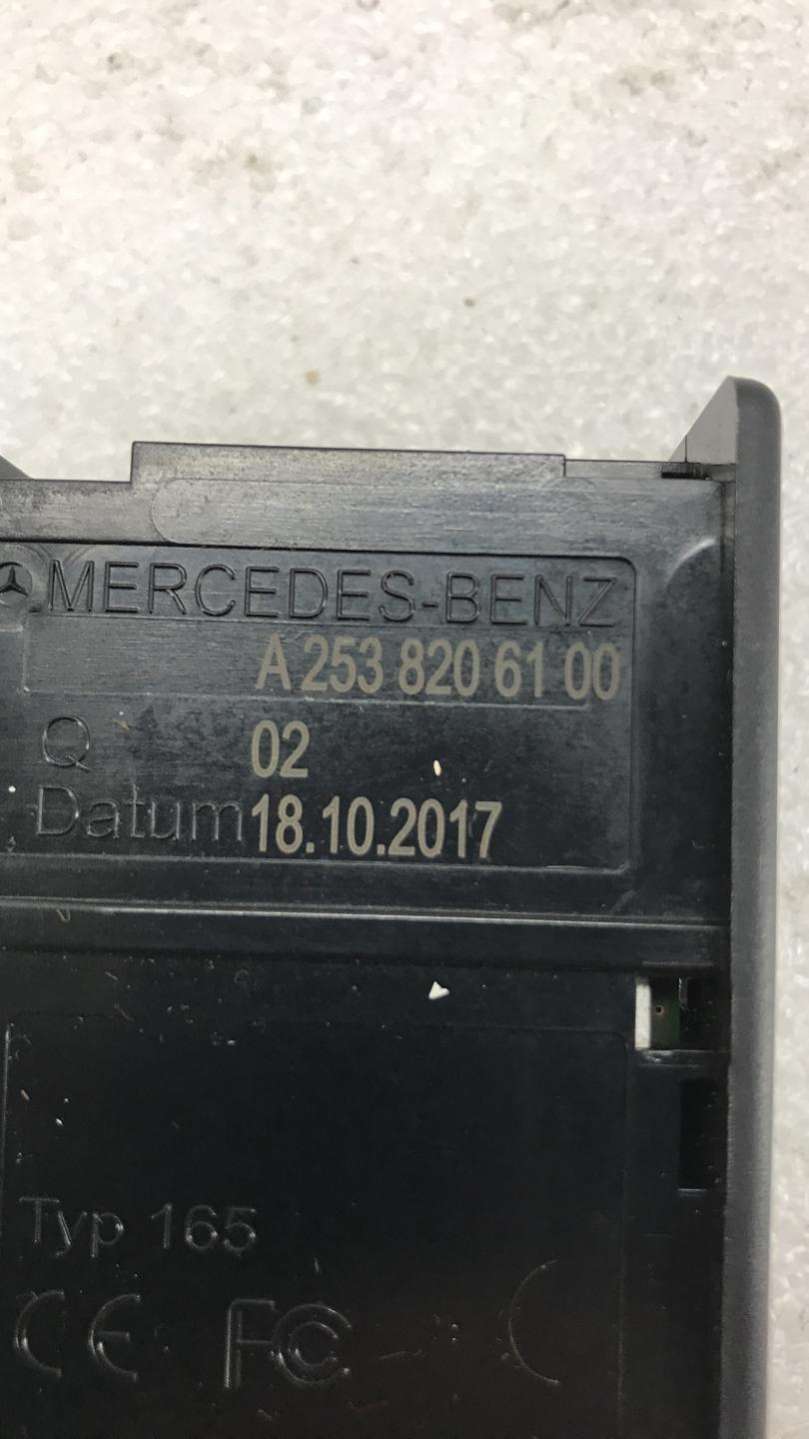 MERCEDES-BENZ
A 253 820 61 00
Q 02
Datum 18.10.2017
Typ 165
CE FC